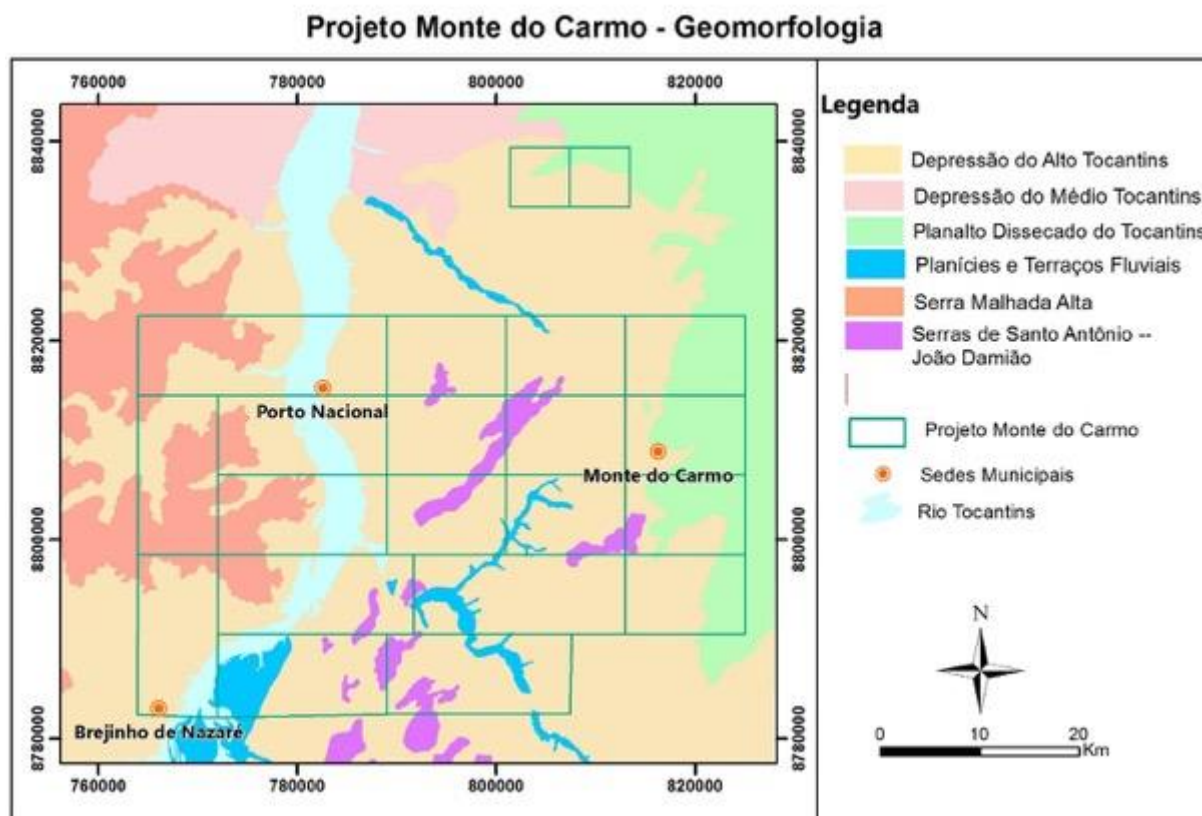 Projeto Monte do Carmo - Geomorfologia
760000
780000
800000
820000
8840000
8840000
8820000
8820000
8800000
8800000
8780000
8780000
Porto Nacional
Monte do Carmo
Brejinho de Nazaré
760000
780000
800000
820000
Legenda
Depressão do Alto Tocantins
Depressão do Médio Tocantins
Planalto Dissecado do Tocantins
Planícies e Terraços Fluviais
Serra Malhada Alta
Serras de Santo Antônio --
João Damião
Projeto Monte do Carmo
Sedes Municipais
Rio Tocantins
N
0
10
20
Km